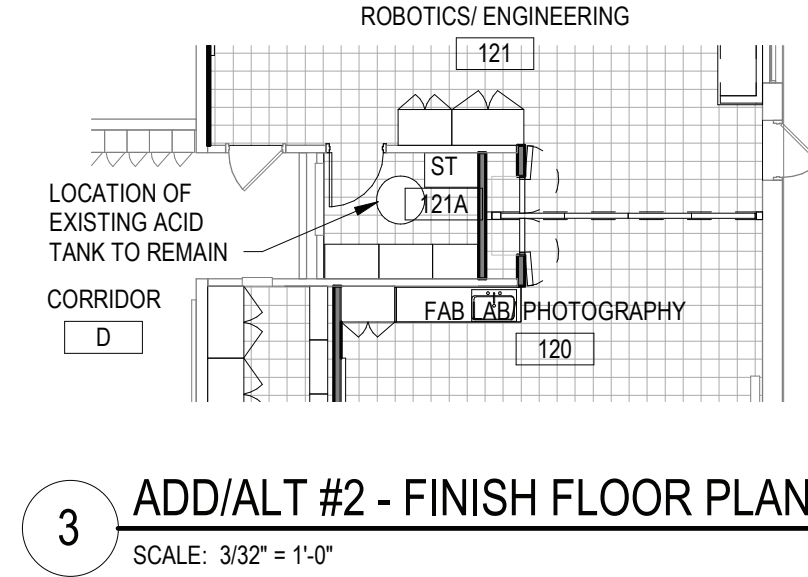 ROBOTICS/ ENGINEERING
121
ST
121A
LOCATION OF
EXISTING ACID
TANK TO REMAIN
CORRIDOR
D
FAB LAB/ PHOTOGRAPHY
120
3
ADD/ALT #2 - FINISH FLOOR PLAN
SCALE: 3/32" = 1'-0"